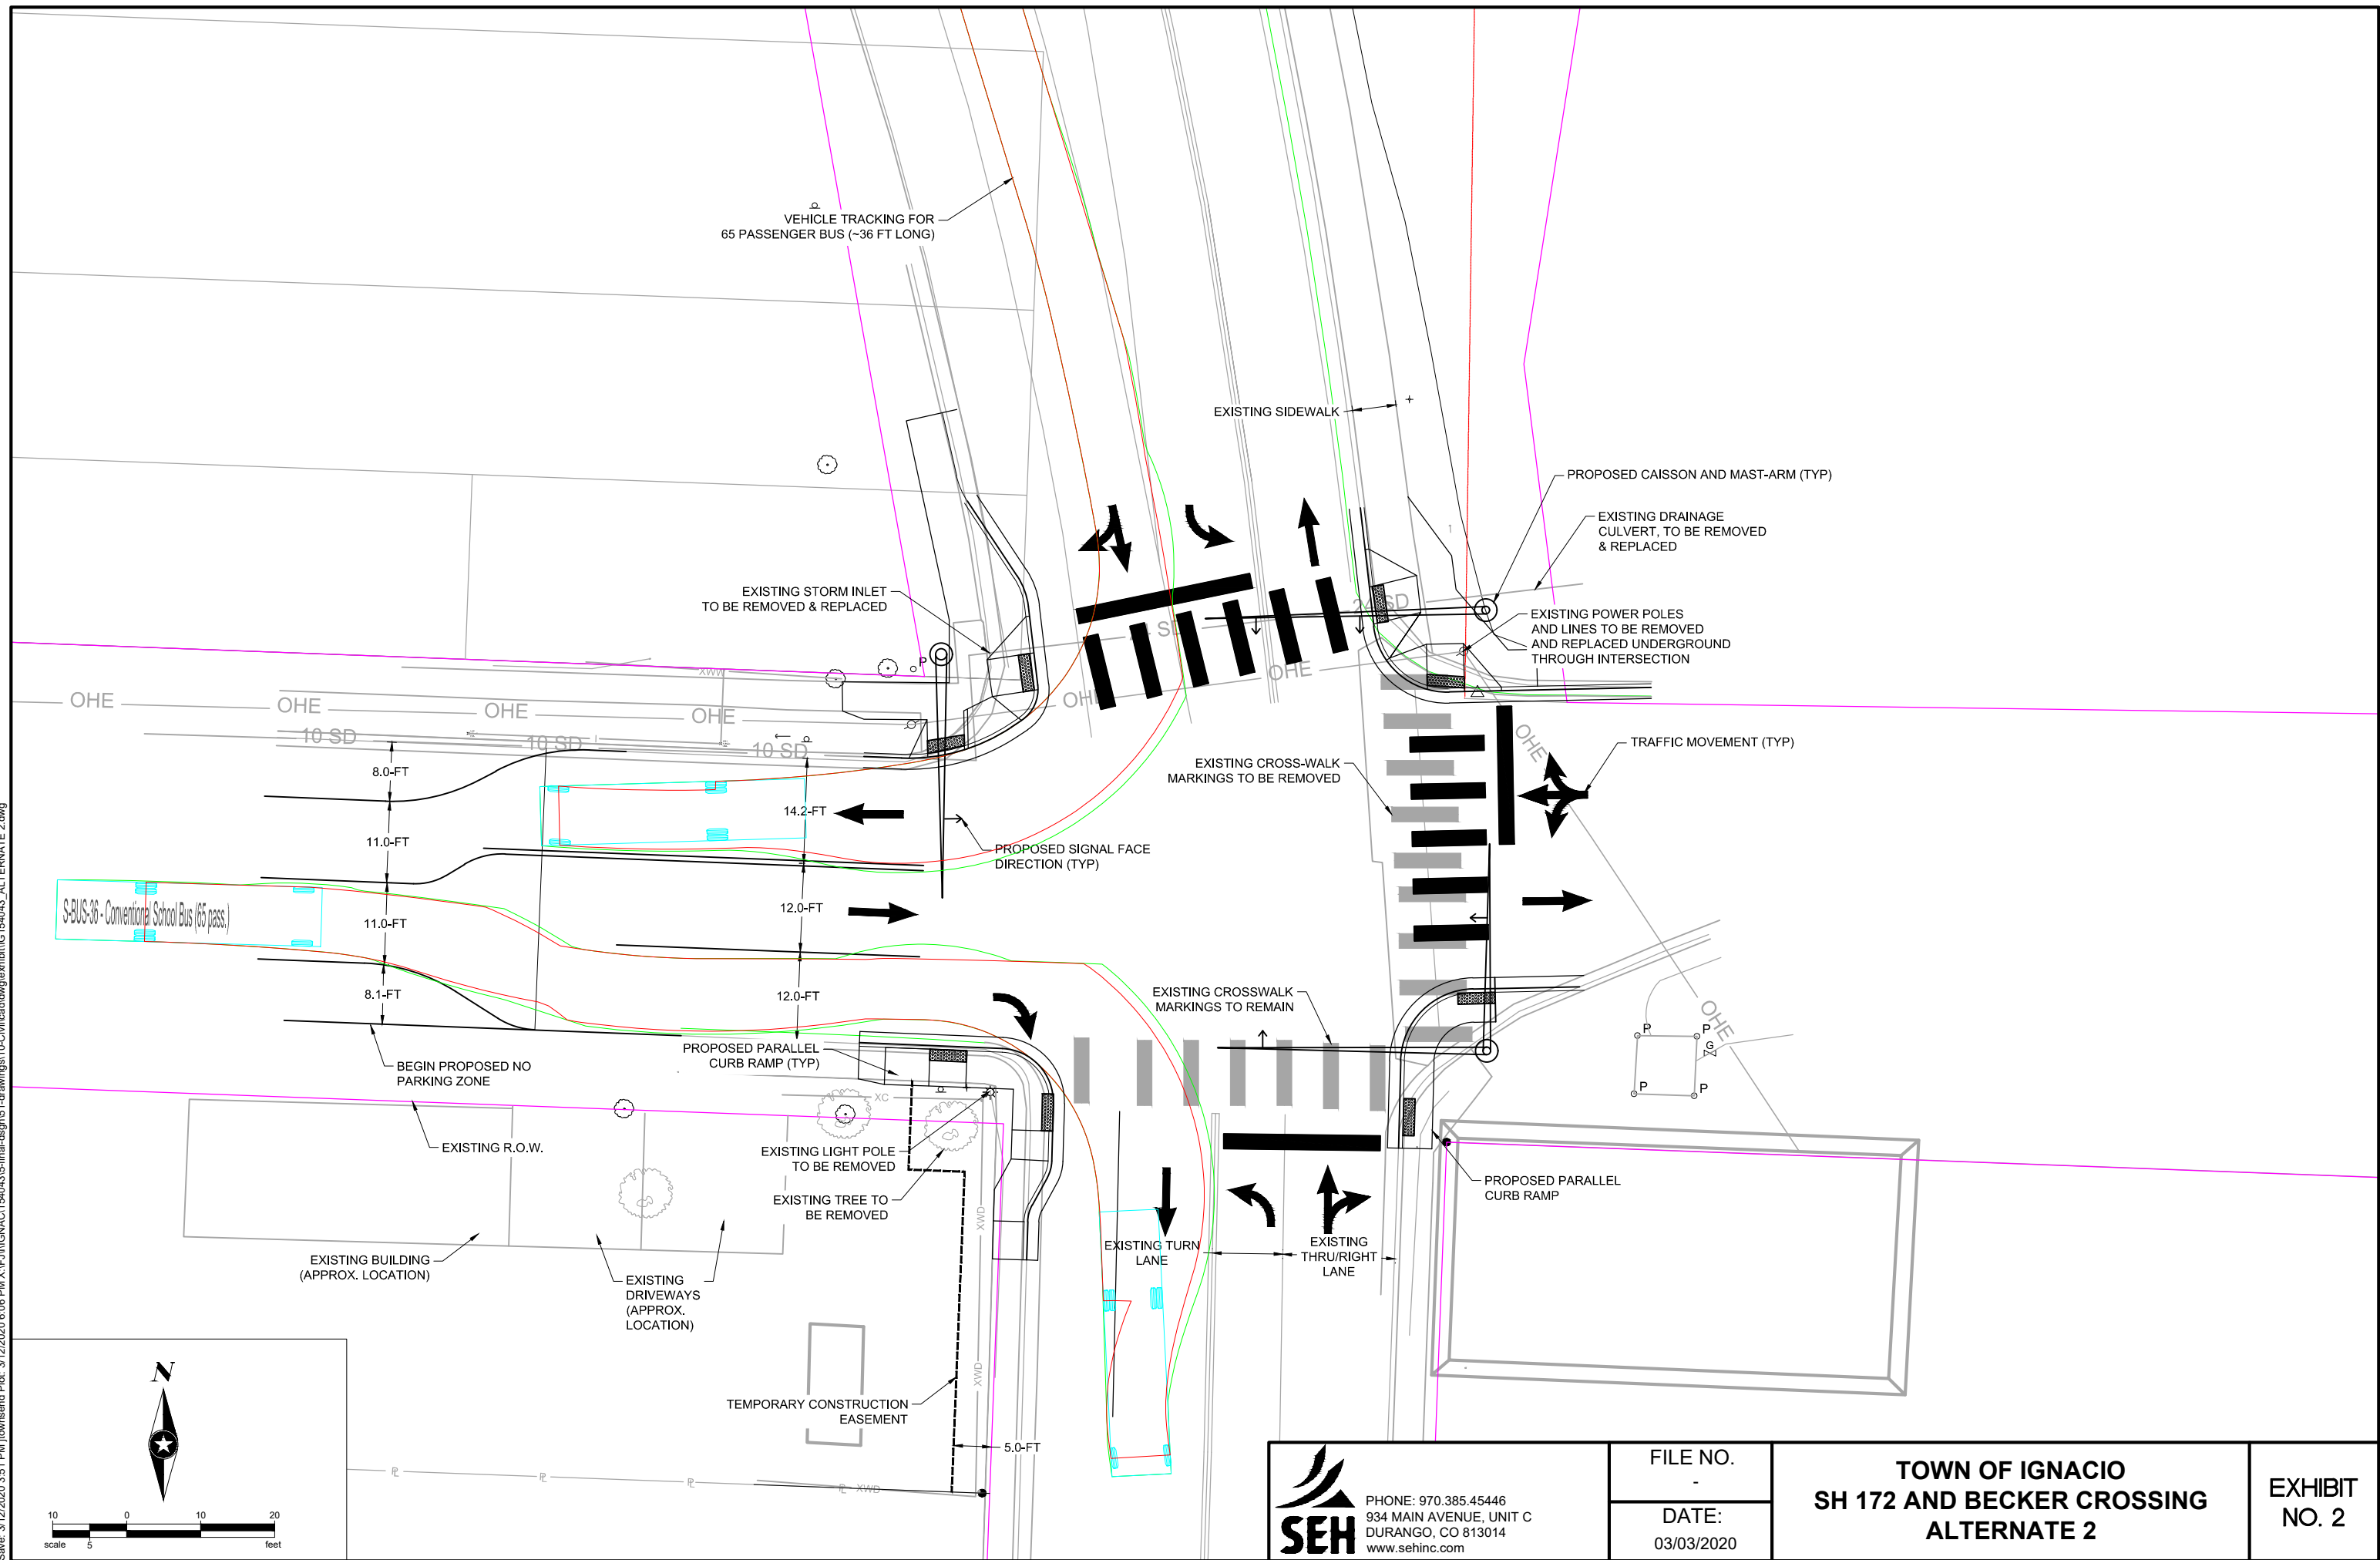 VEHICLE TRACKING FOR
65 PASSENGER BUS (~36 FT LONG)
EXISTING SIDEWALK
PROPOSED CAISSON AND MAST-ARM (TYP)
EXISTING DRAINAGE
CULVERT, TO BE REMOVED
& REPLACED
EXISTING STORM INLET
TO BE REMOVED & REPLACED
24 SD
EXISTING POWER POLES
AND LINES TO BE REMOVED
AND REPLACED UNDERGROUND
THROUGH INTERSECTION
P
XWW
OHE
OHE
OHE
OHE
OHE
OHE
OHE
10 SD
10 SD
10 SD
8.0-FT
TRAFFIC MOVEMENT (TYP)
EXISTING CROSS-WALK
MARKINGS TO BE REMOVED
14.2-FT
11.0-FT
PROPOSED SIGNAL FACE
DIRECTION (TYP)
S-BUS-36 - Conventional School Bus (65 pass.)
11.0-FT
12.0-FT
8.1-FT
12.0-FT
EXISTING CROSSWALK
MARKINGS TO REMAIN
OHE
P
P
G
P
P
BEGIN PROPOSED NO
PARKING ZONE
PROPOSED PARALLEL
CURB RAMP (TYP)
XC
EXISTING R.O.W.
EXISTING LIGHT POLE
TO BE REMOVED
EXISTING TREE TO
BE REMOVED
PROPOSED PARALLEL
CURB RAMP
XWD
EXISTING BUILDING
(APPROX. LOCATION)
EXISTING
DRIVEWAYS
(APPROX.
LOCATION)
EXISTING TURN
LANE
EXISTING
THRU/RIGHT
LANE
XWD
TEMPORARY CONSTRUCTION
EASEMENT
5.0-FT
XWD
N
10 0 10 20
scale 5 feet
SEH
PHONE: 970.385.45446
934 MAIN AVENUE, UNIT C
DURANGO, CO 813014
www.sehinc.com
FILE NO.
-
DATE:
03/03/2020
TOWN OF IGNACIO
SH 172 AND BECKER CROSSING
ALTERNATE 2
EXHIBIT
NO. 2